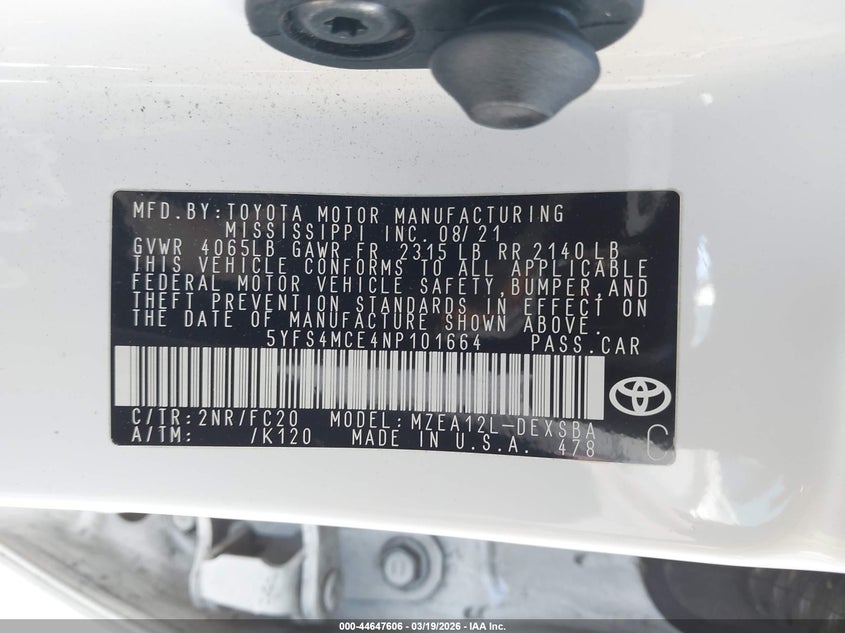 MFD.BY:TOYOTA MOTOR MANUFACTURING
MISSISSIPPI INC. 08/21
GVWR 4065LB GAWR FR 2315 LB RR 2140 LB
THIS VEHICLE CONFORMS TO ALL APPLICABLE
FEDERAL MOTOR VEHICLE SAFETY, BUMPER, AND
THEFT PREVENTION STANDARDS IN EFFECT ON
THE DATE OF MANUFACTURE SHOWN ABOVE.
5YFS4MCE4NP101664 PASS.CAR
C/TR:2NR/FC20 MODEL:MZEA12L-DEXSBA
A/TM: /K120 MADE IN U.S.A. 478
C
000-44647606 - 03/19/2026 - IAA Inc.